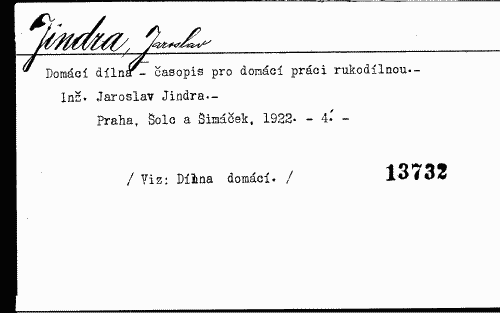 Jindra, Jaroslav
Domácí dílna – časopis pro domácí práci rukodílnou.–
Inž. Jaroslav Jindra.–
Praha, Šolc a Šimáček, 1922. – 4. –
/ Viz: Dílna domácí. /
13732